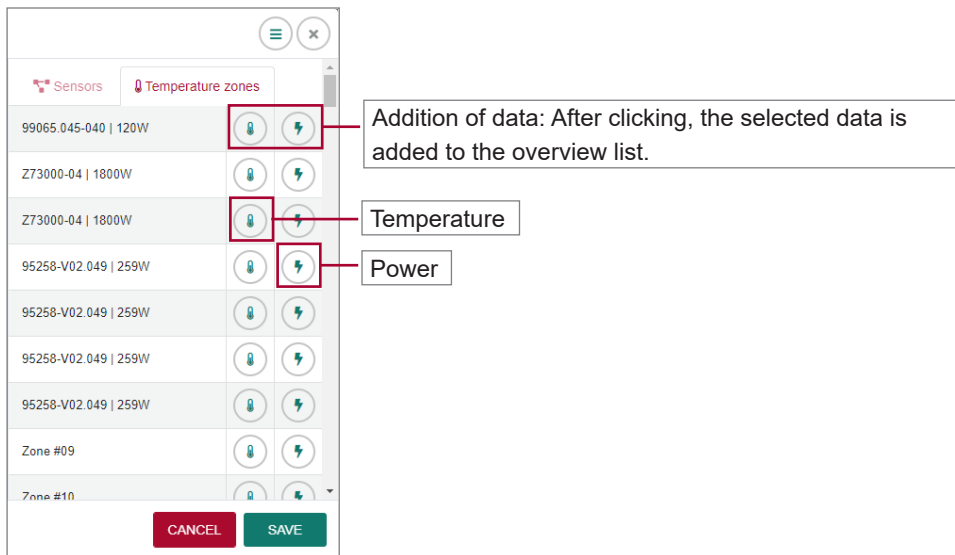 Sensors
Temperature zones
99065.045-040 | 120W
Addition of data: After clicking, the selected data is
added to the overview list.
Z73000-04 | 1800W
Z73000-04 | 1800W
Temperature
95258-V02.049 | 259W
Power
95258-V02.049 | 259W
95258-V02.049 | 259W
95258-V02.049 | 259W
Zone #09
Zone #10
CANCEL
SAVE